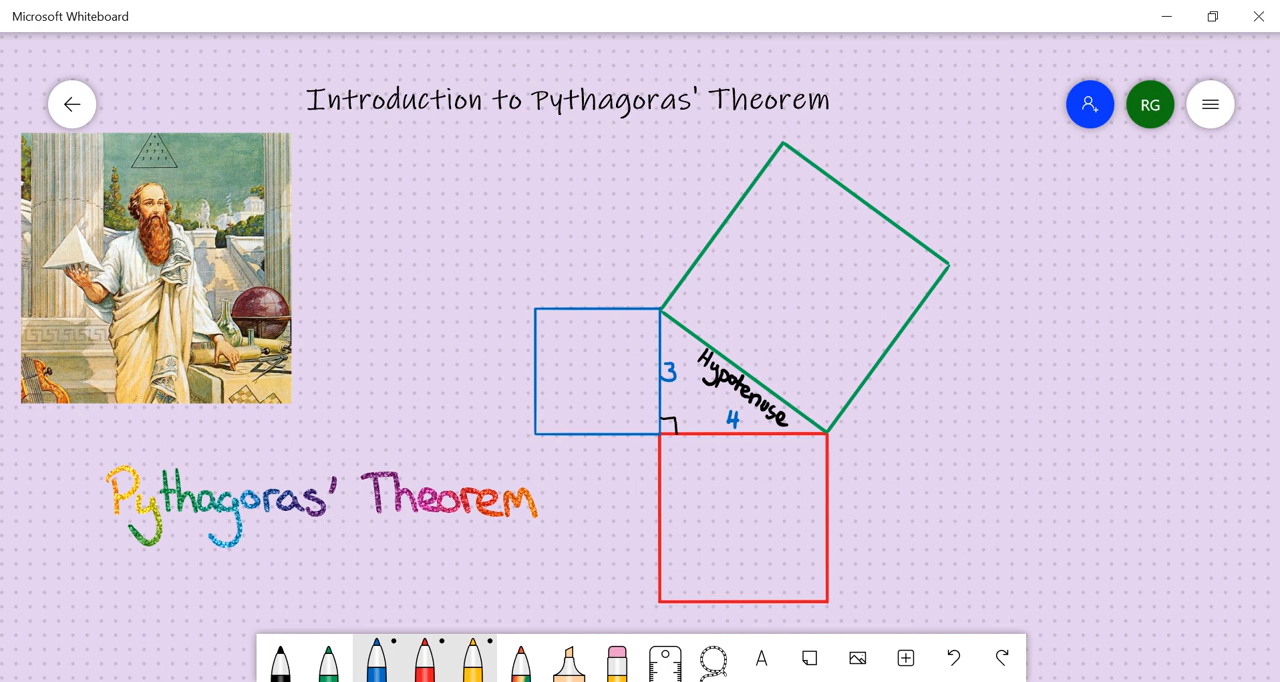 Microsoft Whiteboard
Introduction to Pythagoras' Theorem
RG
3
Hypotenuse
4
Pythagoras' Theorem
A